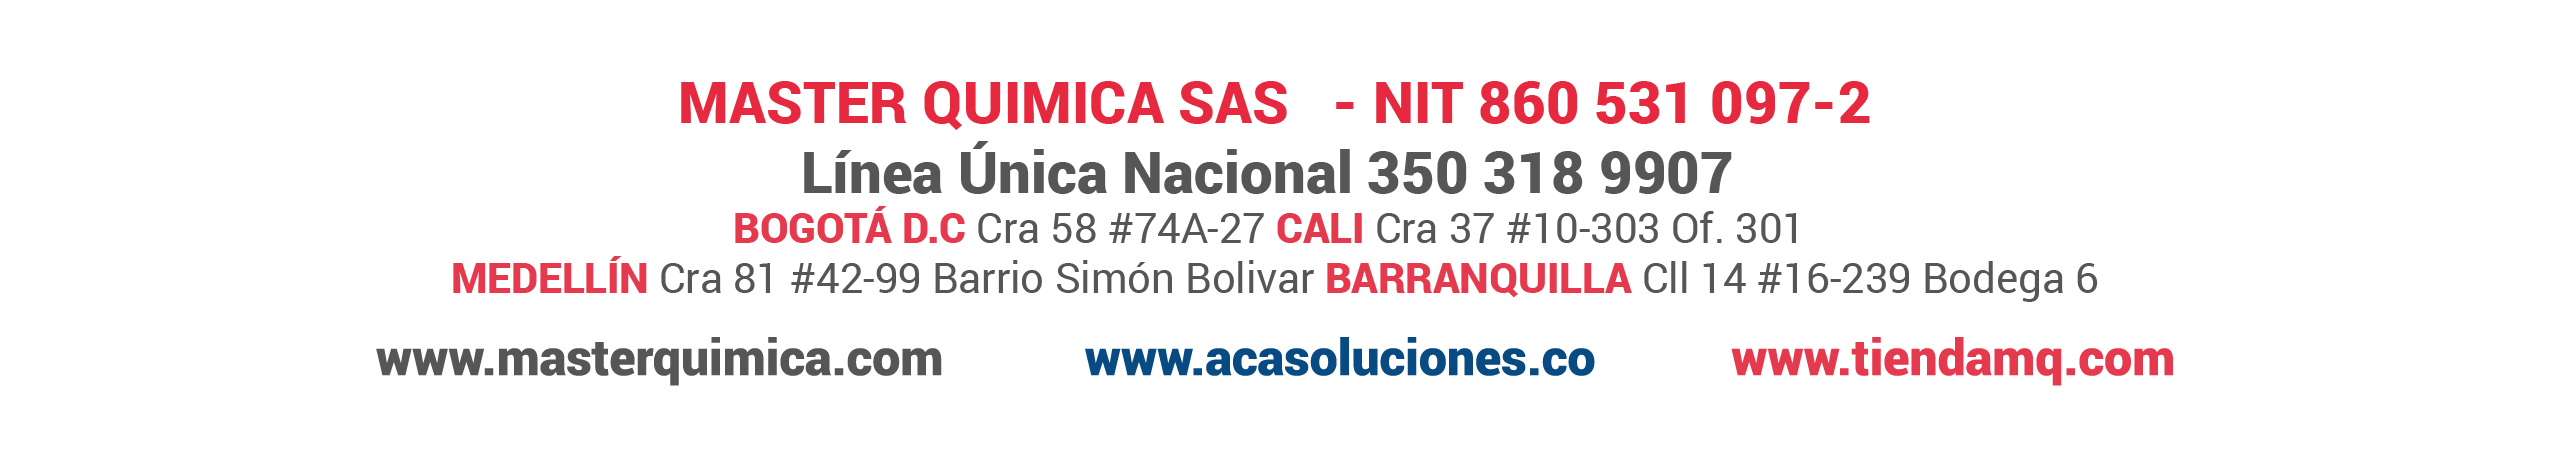 MASTER QUIMICA SAS - NIT 860 531 097-2
Línea Única Nacional 350 318 9907
BOGOTÁ D.C Cra 58 #74A-27 CALI Cra 37 #10-303 Of. 301
MEDELLÍN Cra 81 #42-99 Barrio Simón Bolivar BARRANQUILLA Cll 14 #16-239 Bodega 6
www.masterquimica.com www.acasoluciones.co www.tiendamq.com